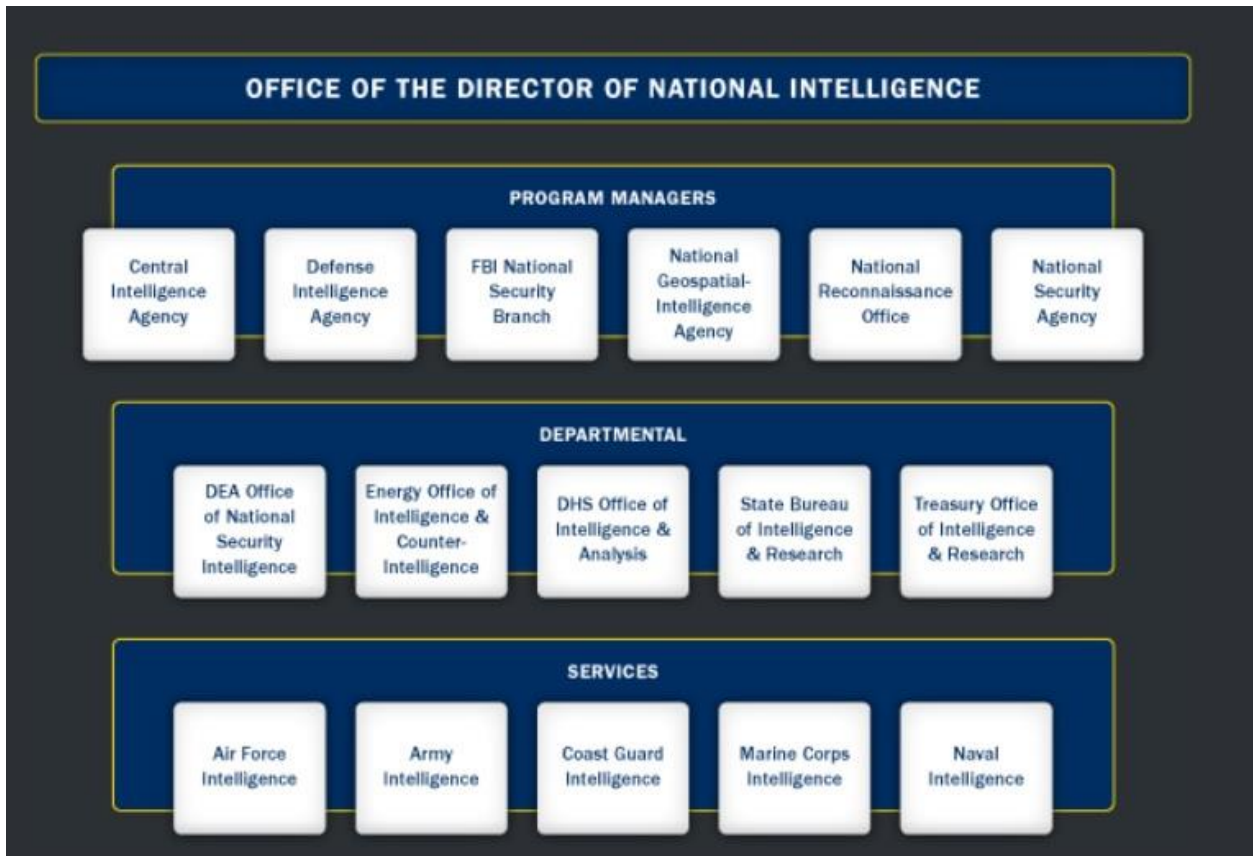 OFFICE OF THE DIRECTOR OF NATIONAL INTELLIGENCE
PROGRAM MANAGERS
Central
Intelligence
Agency
Defense
Intelligence
Agency
FBI National
Security
Branch
National
Geospatial-
Intelligence
Agency
National
Reconnaissance
Office
National
Security
Agency
DEPARTMENTAL
DEA Office
of National
Security
Intelligence
Energy Office of
Intelligence &
Counter-
Intelligence
DHS Office of
Intelligence &
Analysis
State Bureau
of Intelligence
& Research
Treasury Office
of Intelligence
& Research
SERVICES
Air Force
Intelligence
Army
Intelligence
Coast Guard
Intelligence
Marine Corps
Intelligence
Naval
Intelligence